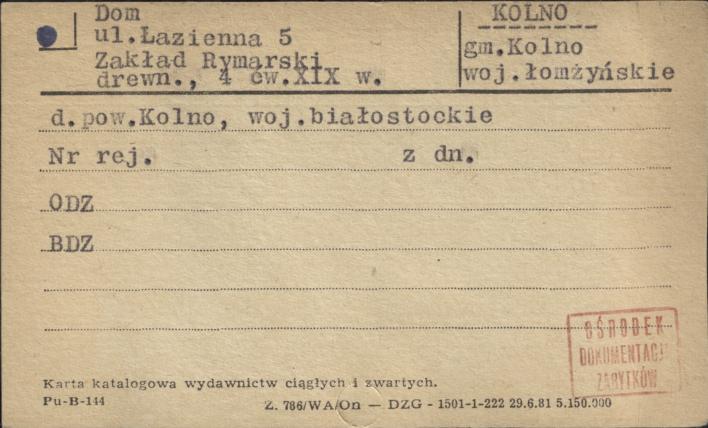 Dom
ul.Łazienna 5
Zakład Rymarski
drewn., 4 ćw.XIX w.
KOLNO
gm.Kolno
woj.łomżyńskie
d.pow.Kolno, woj.białostockie
Nr rej. z dn.
ODZ
BDZ
OŚRODEK
DOKUMENTACJI
ZABYTKÓW
Karta katalogowa wydawnictw ciągłych i zwartych.
Pu-B-144
Z. 786/WA/On — DZG - 1501-1-222 29.6.81 5.150.000